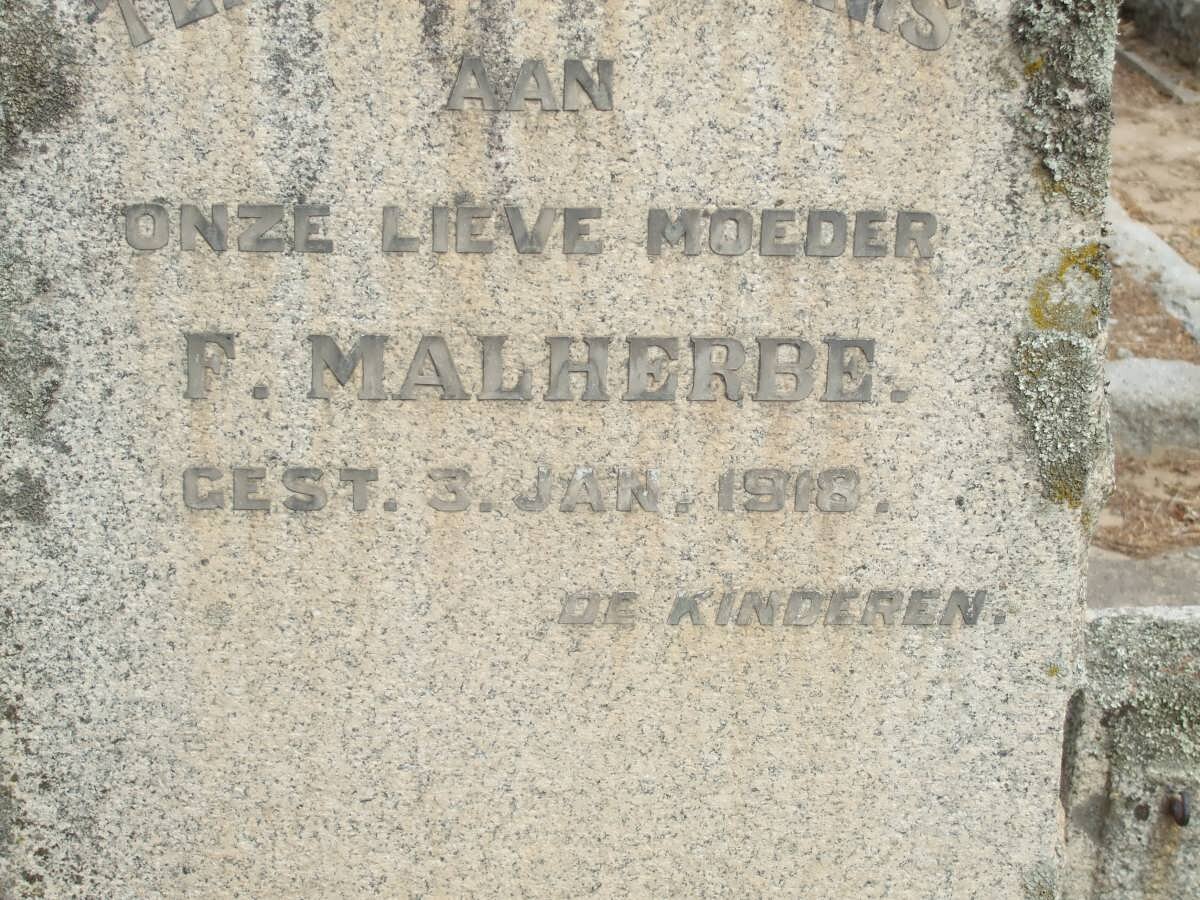 AAN
ONZE LIEVE MOEDER
F. MALHERBE.
GEST. 3. JAN. 1918.
DE KINDEREN.